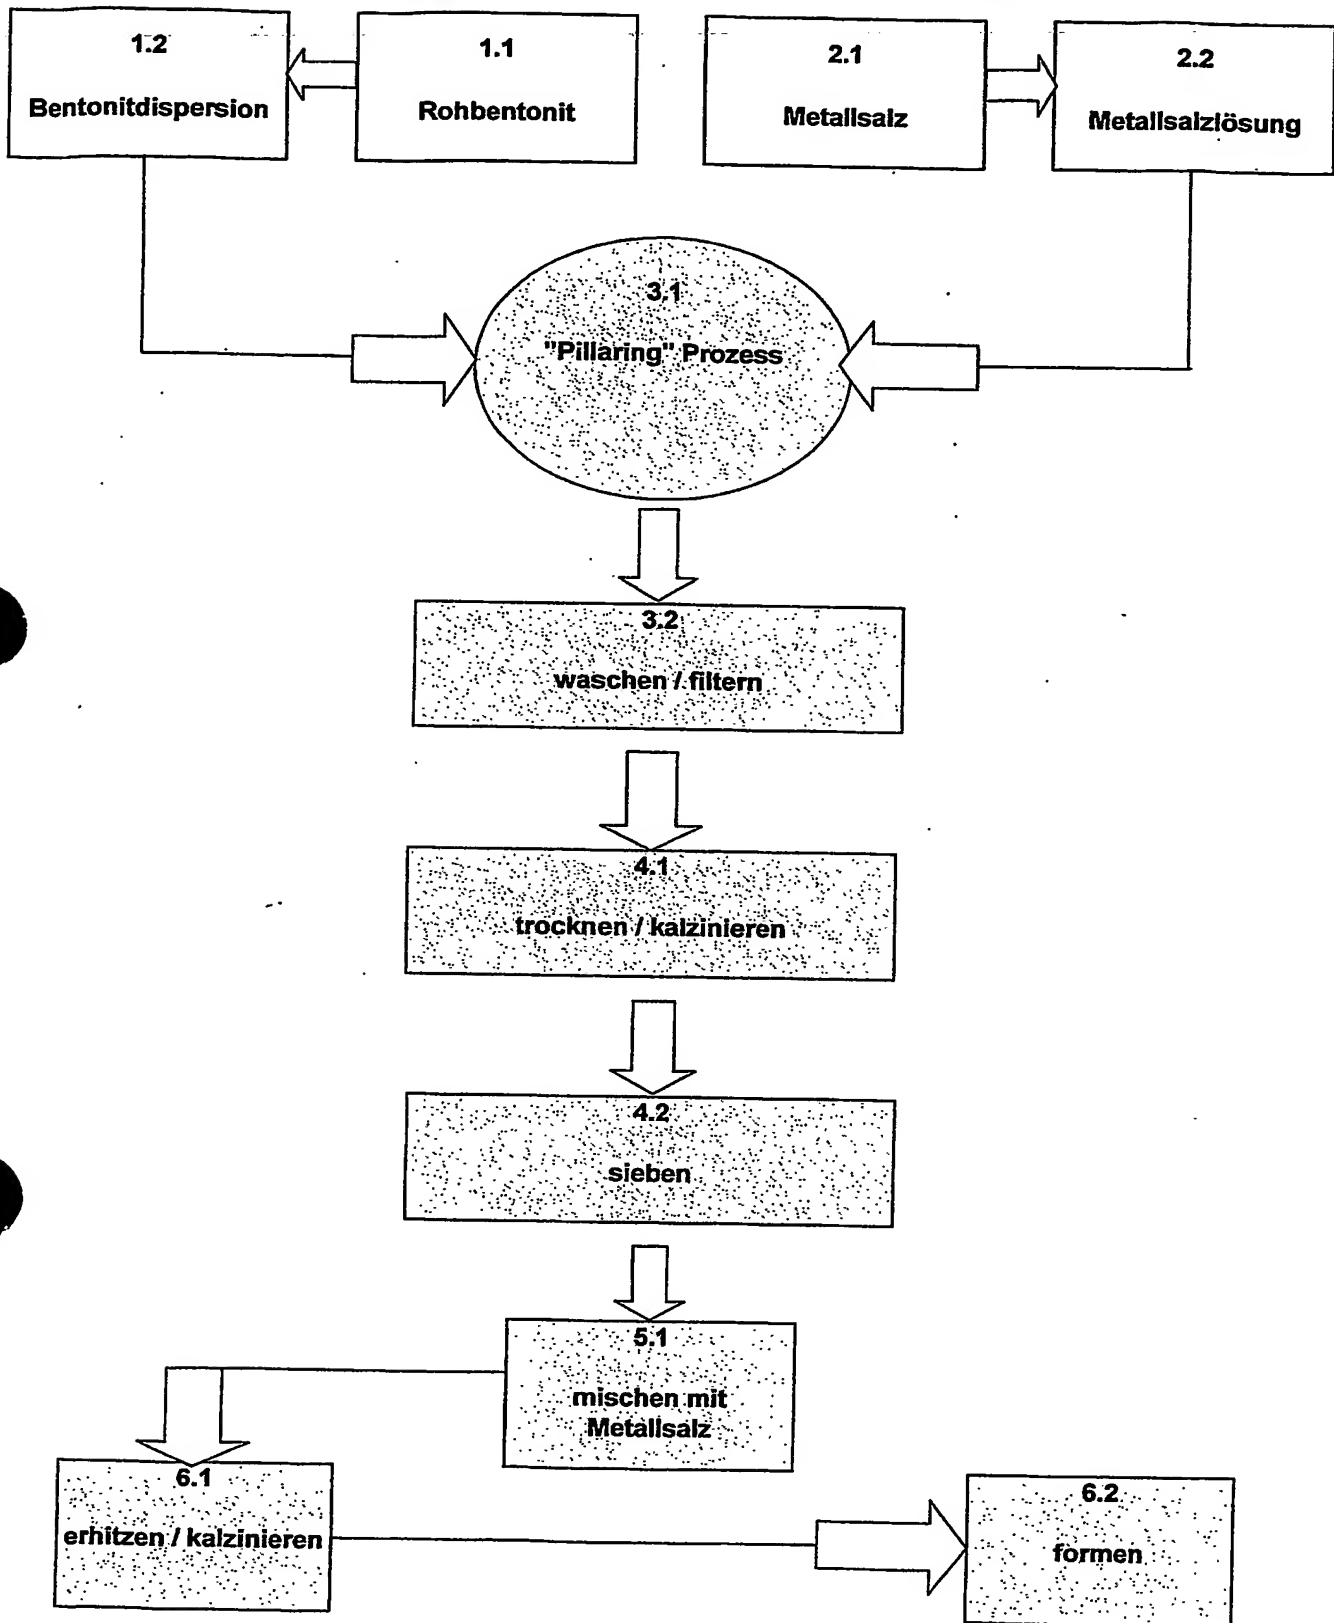 1.2
Bentonitdispersion
1.1
Rohbentonit
2.1
Metallsalz
2.2
Metallsalzlösung
3.1
"Pillaring" Prozess
3.2
waschen / filtern
4.1
trocknen / kalzinieren
4.2
sieben
5.1
mischen mit
Metallsalz
6.1
erhitzen / kalzinieren
6.2
formen